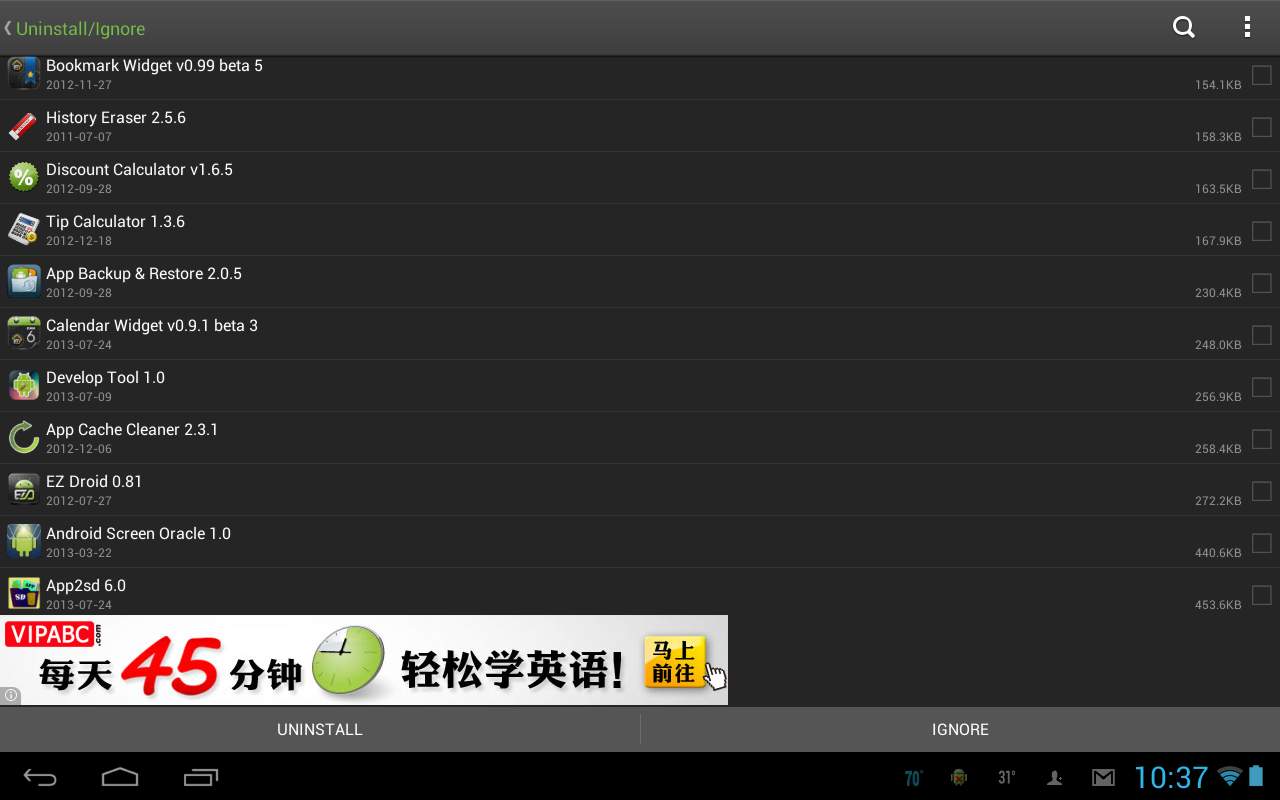 Uninstall/Ignore
Bookmark Widget v0.99 beta 5
2012-11-27
154.1KB
History Eraser 2.5.6
2011-07-07
158.3KB
Discount Calculator v1.6.5
2012-09-28
163.5KB
Tip Calculator 1.3.6
2012-12-18
167.9KB
App Backup & Restore 2.0.5
2012-09-28
230.4KB
Calendar Widget v0.9.1 beta 3
2013-07-24
248.0KB
Develop Tool 1.0
2013-07-09
256.9KB
App Cache Cleaner 2.3.1
2012-12-06
258.4KB
EZ Droid 0.81
2012-07-27
272.2KB
Android Screen Oracle 1.0
2013-03-22
440.6KB
App2sd 6.0
2013-07-24
453.6KB
VIPABC.com
每天45分钟 轻松学英语!
马上
前往
UNINSTALL
IGNORE
70° 31° 10:37